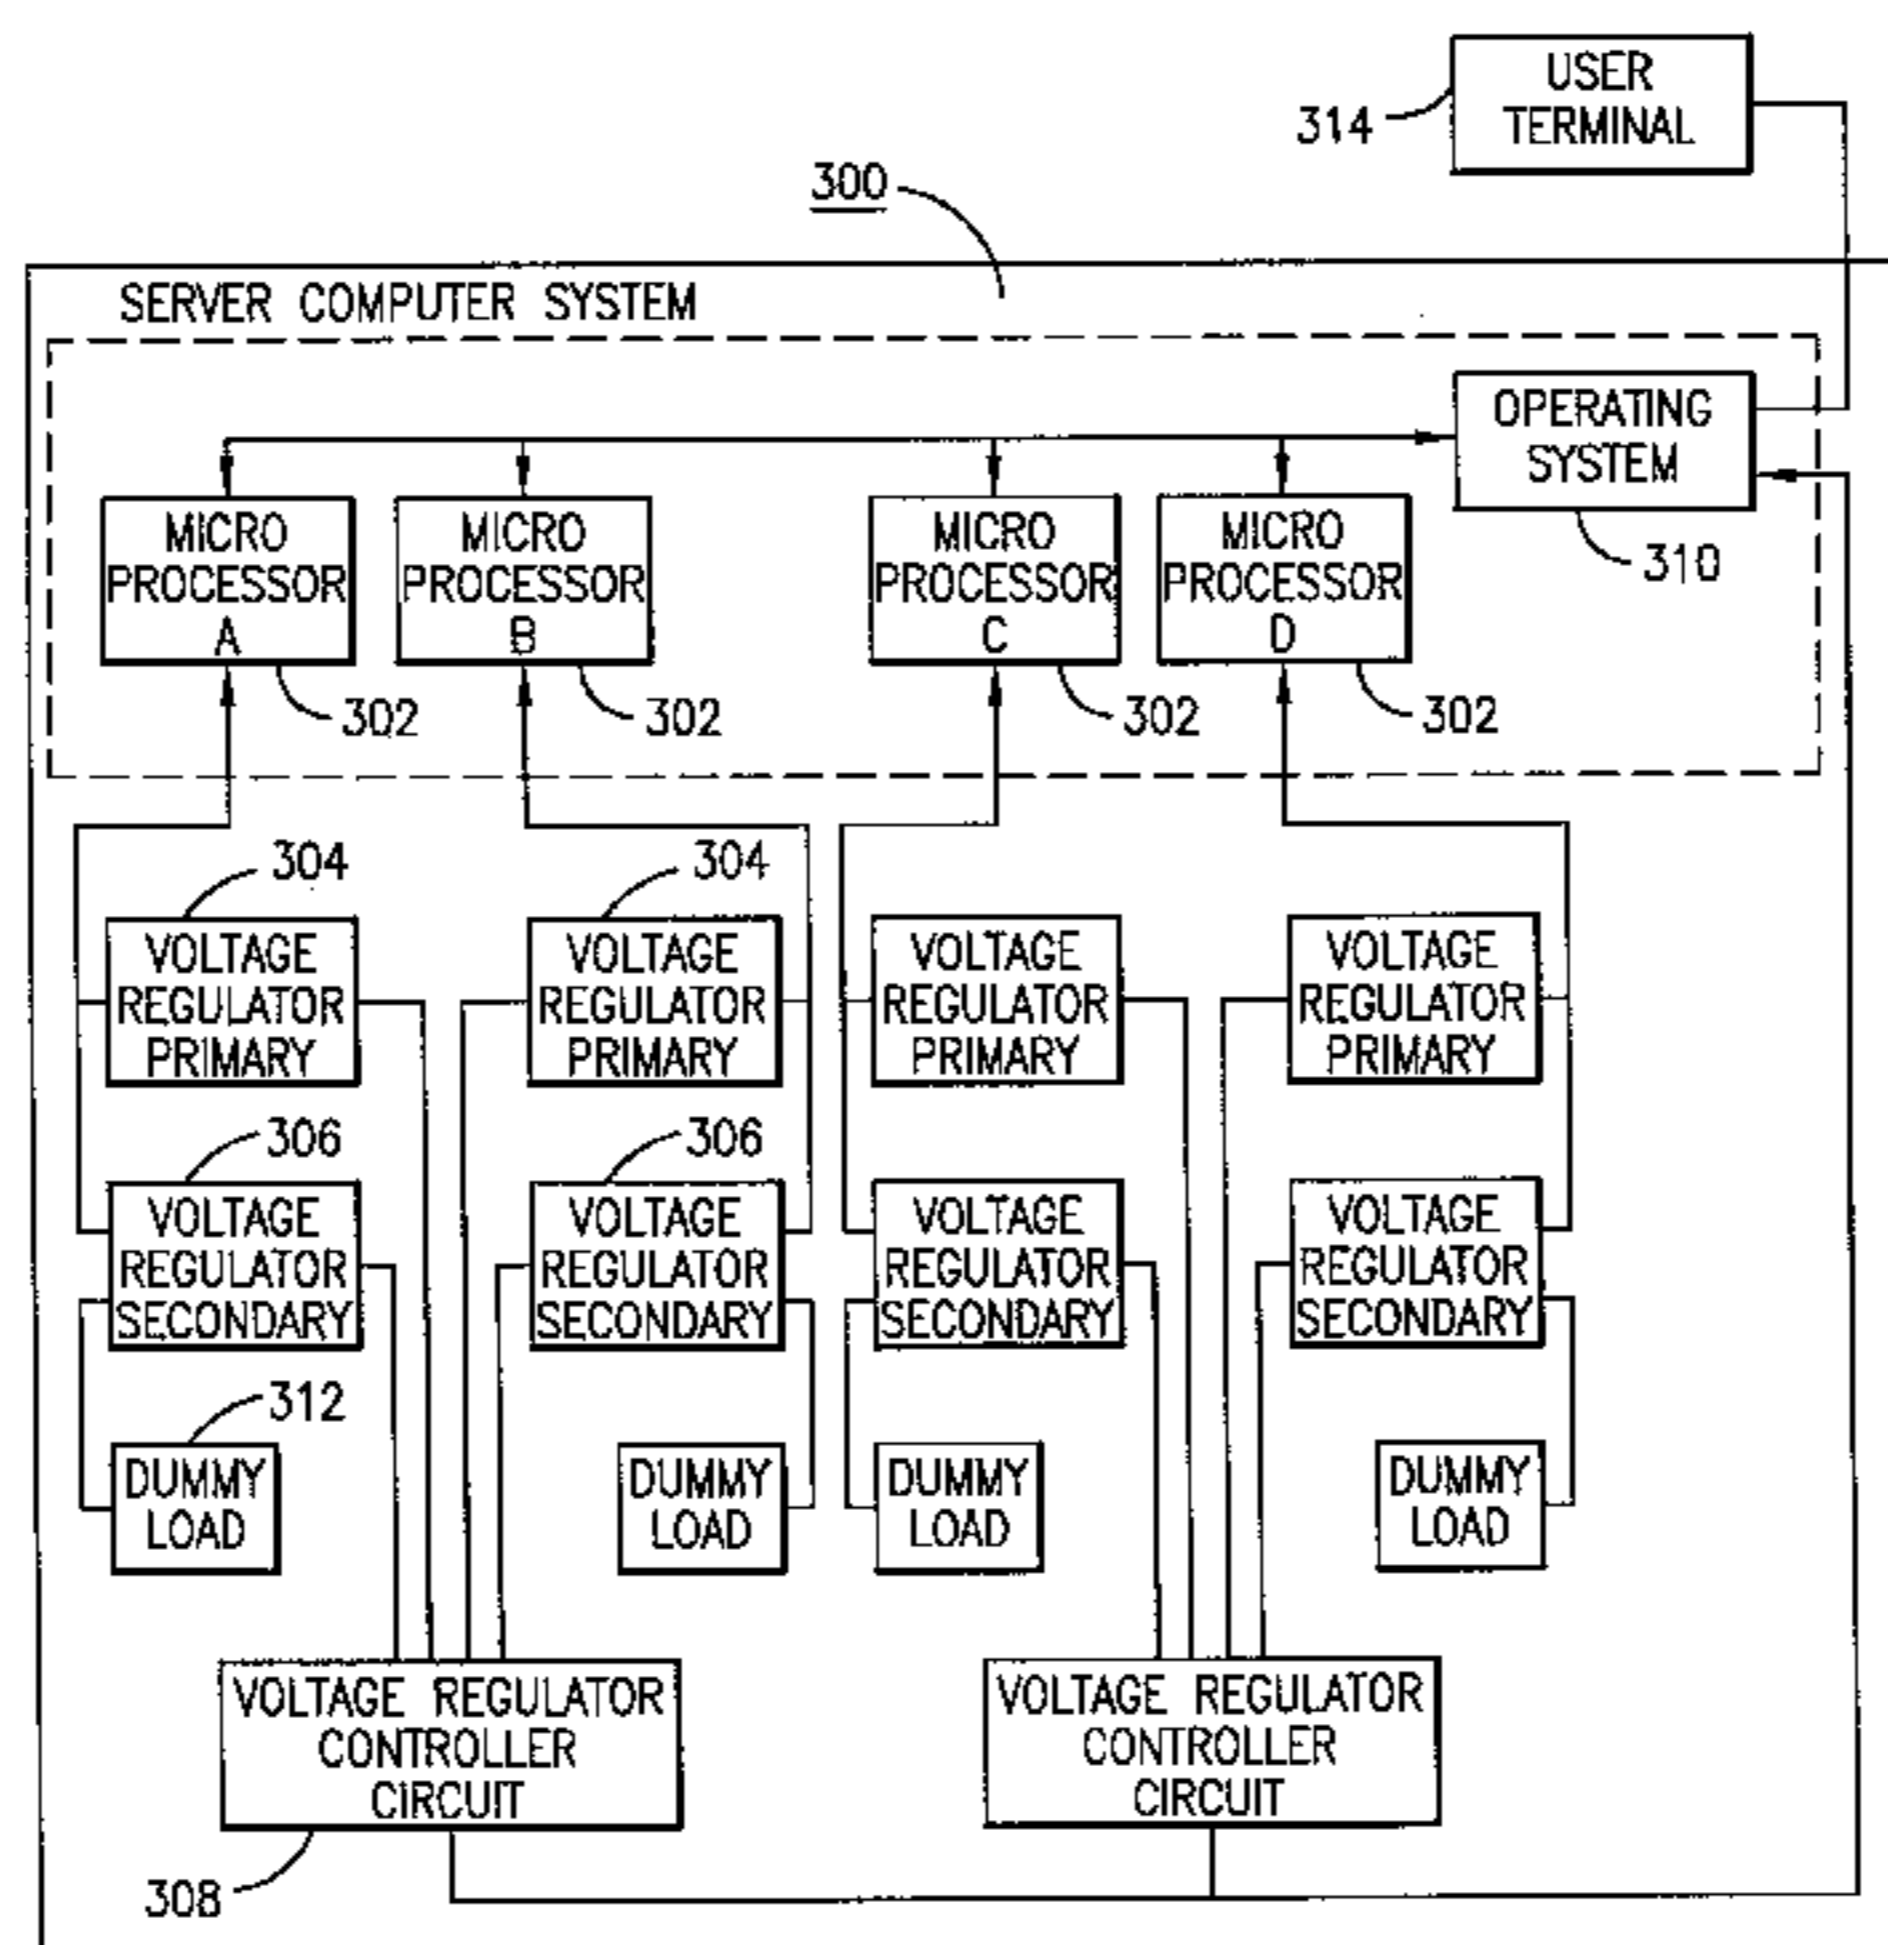 USER
TERMINAL
314
300
SERVER COMPUTER SYSTEM
OPERATING
SYSTEM
310
MICRO
PROCESSOR
A
302
MICRO
PROCESSOR
B
302
MICRO
PROCESSOR
C
302
MICRO
PROCESSOR
D
302
304
VOLTAGE
REGULATOR
PRIMARY
304
VOLTAGE
REGULATOR
PRIMARY
VOLTAGE
REGULATOR
PRIMARY
VOLTAGE
REGULATOR
PRIMARY
306
VOLTAGE
REGULATOR
SECONDARY
306
VOLTAGE
REGULATOR
SECONDARY
VOLTAGE
REGULATOR
SECONDARY
VOLTAGE
REGULATOR
SECONDARY
312
DUMMY
LOAD
DUMMY
LOAD
DUMMY
LOAD
DUMMY
LOAD
VOLTAGE REGULATOR
CONTROLLER
CIRCUIT
308
VOLTAGE REGULATOR
CONTROLLER
CIRCUIT